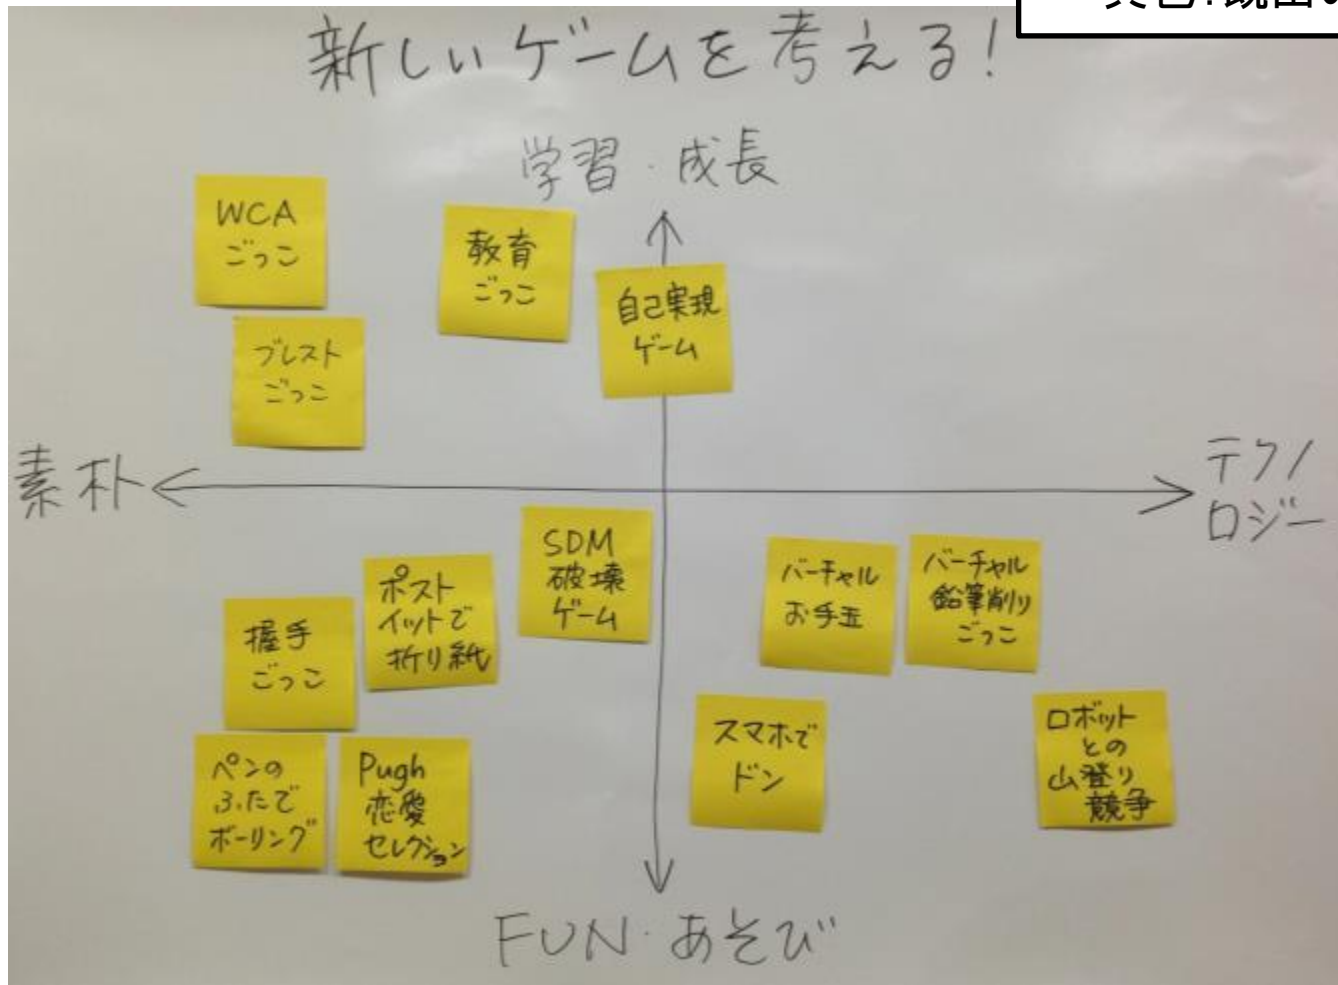 新しいゲームを考える!
学習・成長
WCA
ごっこ
教育
ごっこ
自己実現
ゲーム
ブレスト
ごっこ
素朴
テクノ
ロジー
SDM
破壊
ゲーム
ポスト
イットで
折り紙
握手
ごっこ
バーチャル
お手玉
バーチャル
鉛筆削り
ごっこ
ペンの
ふたで
ボーリング
Pugh
恋愛
セレクション
スマホで
ドン
ロボット
との
山登り
競争
FUN・あそび